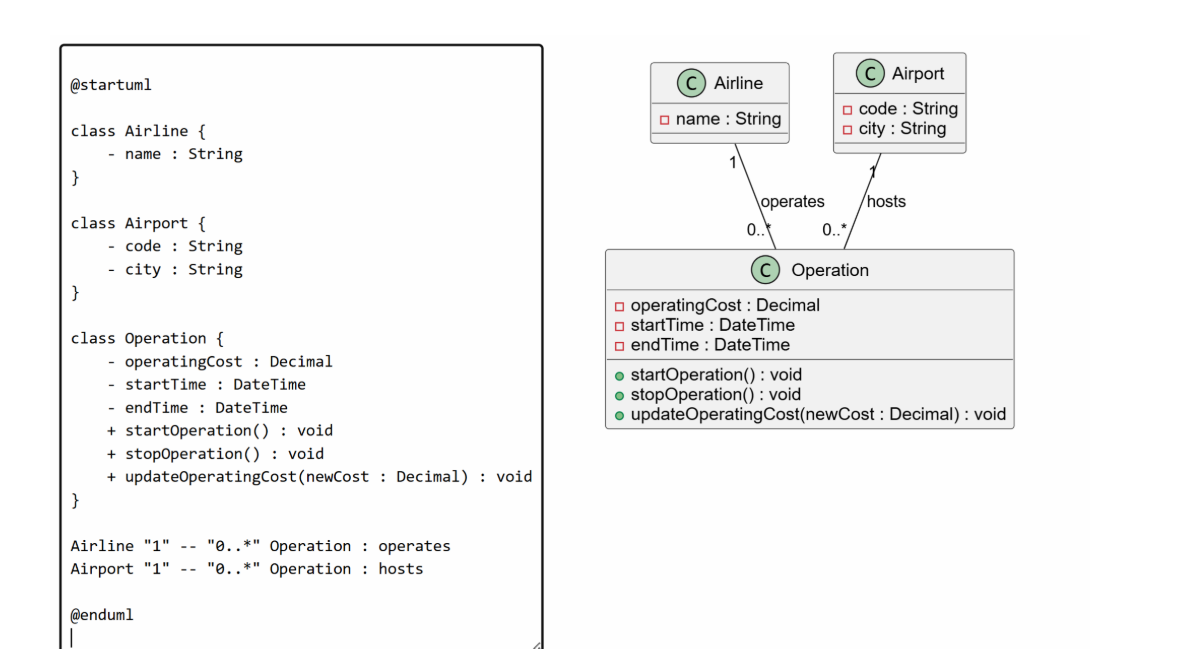 @startuml
class Airline {
- name : String
}
class Airport {
- code : String
- city : String
}
class Operation {
- operatingCost : Decimal
- startTime : DateTime
- endTime : DateTime
+ startOperation() : void
+ stopOperation() : void
+ updateOperatingCost(newCost : Decimal) : void
}
Airline "1" -- "0..*" Operation : operates
Airport "1" -- "0..*" Operation : hosts
@enduml
C Airline
name : String
C Airport
code : String
city : String
1
1
operates
hosts
0..*
0..*
C Operation
operatingCost : Decimal
startTime : DateTime
endTime : DateTime
startOperation() : void
stopOperation() : void
updateOperatingCost(newCost : Decimal) : void